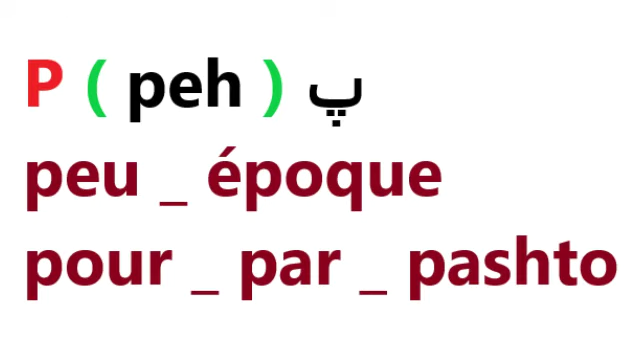 P ( peh ) پ
peu _ époque
pour _ par _ pashto